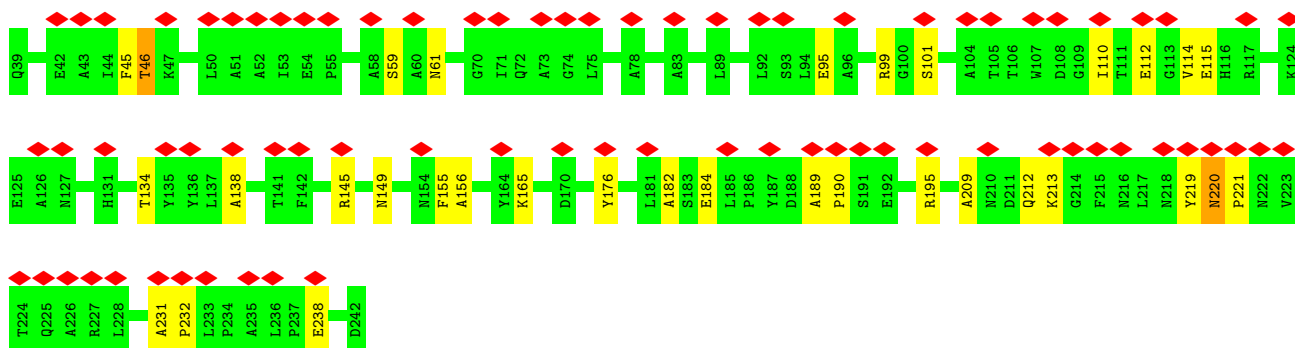 Q39 E42 A43 I44 F45 T46 K47 L50 A51 A52 I53 E54 P55 A58 S59 A60 N61 G70 I71 Q72 A73 G74 L75 A78 A83 L89 L92 S93 L94 E95 A96 R99 G100 S101 A104 T105 T106 W107 D108 G109 I110 T111 E112 G113 V114 E115 H116 R117 K124
E125 A126 N127 H131 T134 Y135 Y136 L137 A138 T141 F142 R145 N149 N154 F155 A156 Y164 K165 D170 Y176 L181 A182 S183 E184 L185 P186 Y187 D188 A189 P190 S191 E192 R195 A209 N210 D211 Q212 K213 G214 F215 N216 L217 N218 Y219 N220 P221 N222 V223
T224 Q225 A226 R227 L228 A231 P232 L233 P234 A235 L236 P237 E238 D242